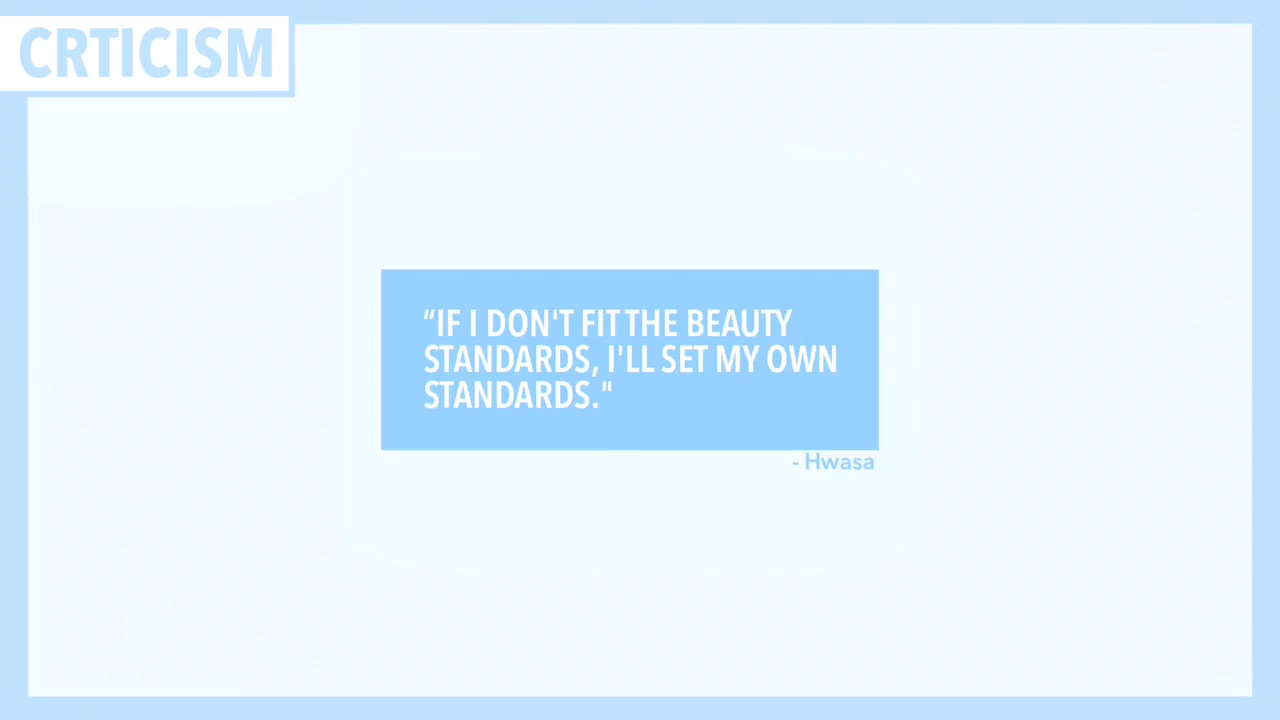 CRTICISM
“IF I DON'T FIT THE BEAUTY
STANDARDS, I'LL SET MY OWN
STANDARDS."
- Hwasa